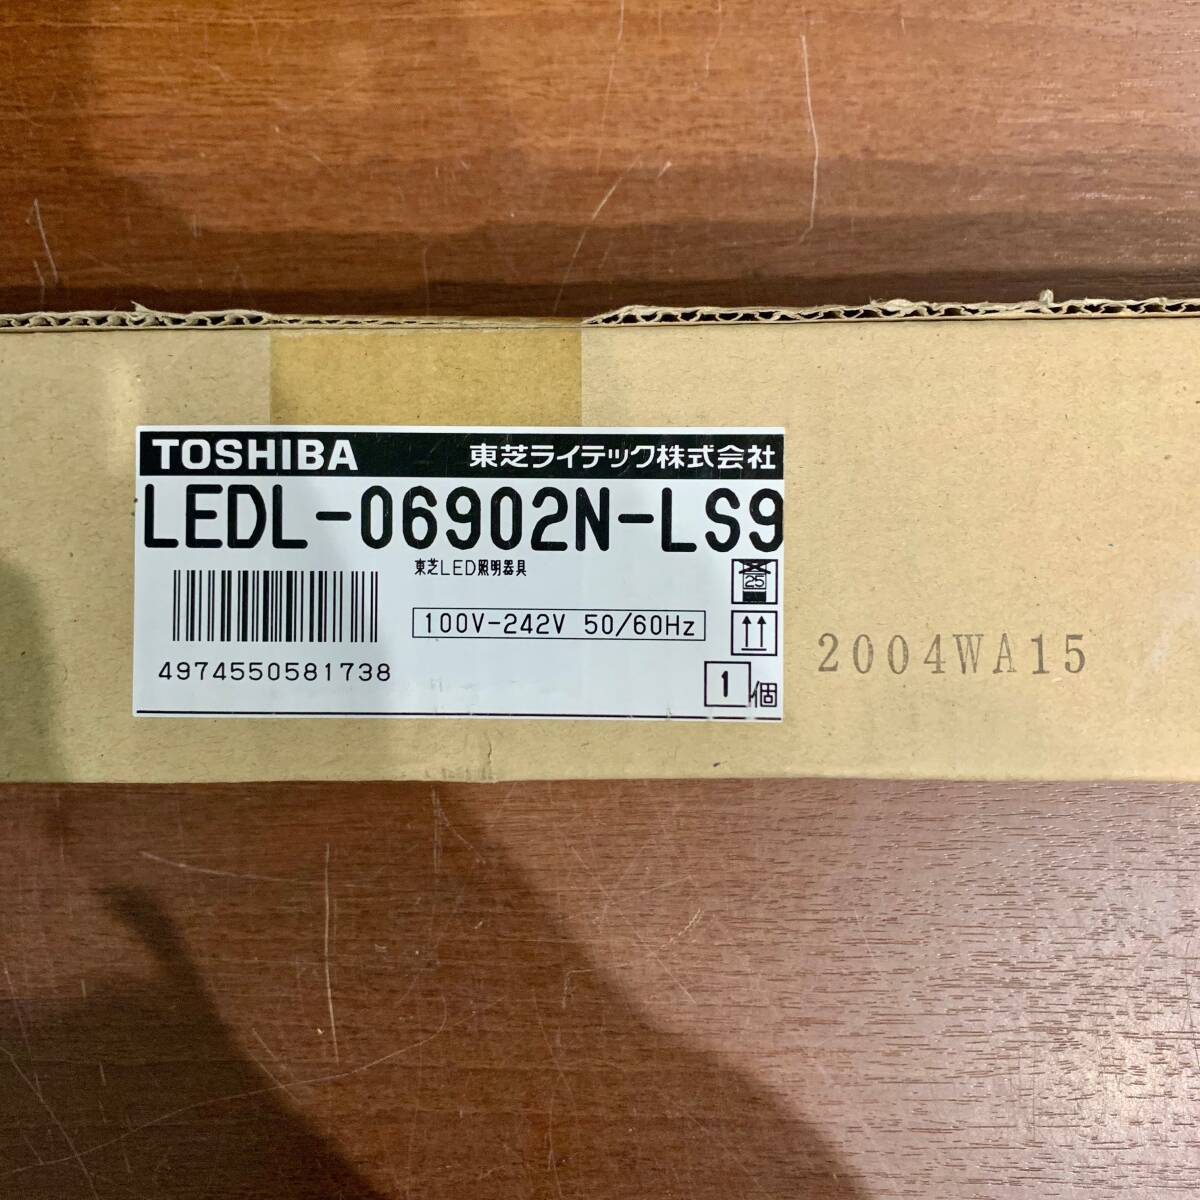 TOSHIBA 東芝ライテック株式会社
LEDL-06902N-LS9
東芝LED照明器具
25
100V-242V 50/60Hz
4974550581738
1個
2004WA15